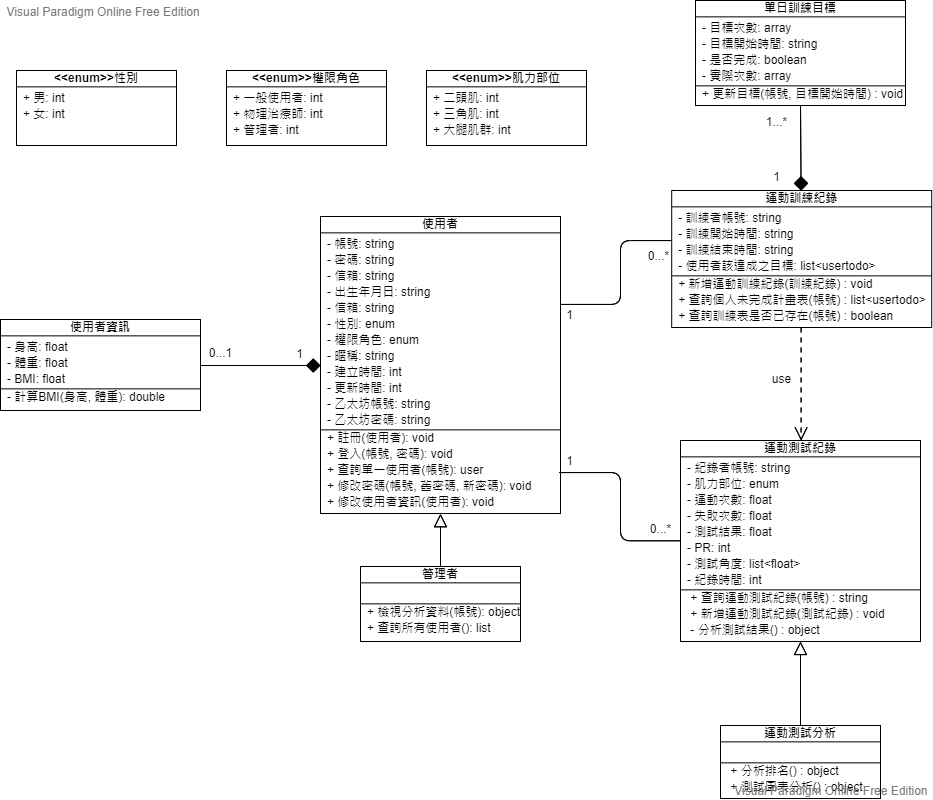 Visual Paradigm Online Free Edition
單日訓練目標
- 目標次數: array
- 目標開始時間: string
- 是否完成: boolean
- 實際次數: array
+ 更新目標(帳號, 目標開始時間) : void
<<enum>>性別
+ 男: int
+ 女: int
<<enum>>權限角色
+ 一般使用者: int
+ 物理治療師: int
+ 管理者: int
<<enum>>肌力部位
+ 二頭肌: int
+ 三角肌: int
+ 大腿肌群: int
1...*
1
運動訓練紀錄
- 訓練者帳號: string
- 訓練開始時間: string
- 訓練結束時間: string
- 使用者該達成之目標: list<usertodo>
+ 新增運動訓練紀錄(訓練紀錄) : void
+ 查詢個人未完成計畫表(帳號) : list<usertodo>
+ 查詢訓練表是否已存在(帳號) : boolean
使用者
- 帳號: string
- 密碼: string
- 信箱: string
- 出生年月日: string
- 信箱: string
- 性別: enum
- 權限角色: enum
- 暱稱: string
- 建立時間: int
- 更新時間: int
- 乙太坊帳號: string
- 乙太坊密碼: string
+ 註冊(使用者): void
+ 登入(帳號, 密碼): void
+ 查詢單一使用者(帳號): user
+ 修改密碼(帳號, 舊密碼, 新密碼): void
+ 修改使用者資訊(使用者): void
0...*
1
使用者資訊
- 身高: float
- 體重: float
- BMI: float
- 計算BMI(身高, 體重): double
0...1
1
use
1
0...*
運動測試紀錄
- 紀錄者帳號: string
- 肌力部位: enum
- 運動次數: float
- 失敗次數: float
- 測試結果: float
- PR: int
- 測試角度: list<float>
- 紀錄時間: int
+ 查詢運動測試紀錄(帳號) : string
+ 新增運動測試紀錄(測試紀錄) : void
- 分析測試結果() : object
管理者
+ 檢視分析資料(帳號): object
+ 查詢所有使用者(): list
運動測試分析
+ 分析排名() : object
+ 測試圖表分析() : object
Visual Paradigm Online Free Edition